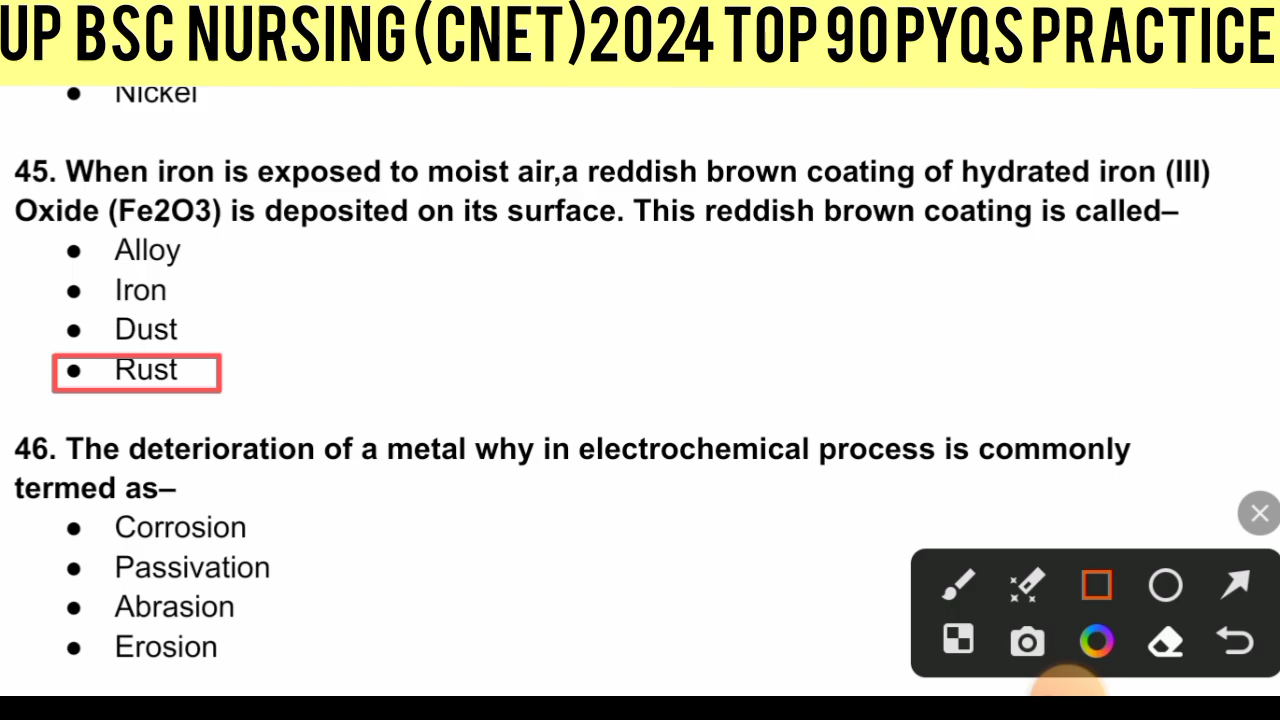 UP BSC NURSING(CNET)2024 TOP 90 PYQS PRACTICE
● Nickel
45. When iron is exposed to moist air,a reddish brown coating of hydrated iron (III)
Oxide (Fe2O3) is deposited on its surface. This reddish brown coating is called–
● Alloy
● Iron
● Dust
● Rust
46. The deterioration of a metal why in electrochemical process is commonly
termed as–
● Corrosion
● Passivation
● Abrasion
● Erosion